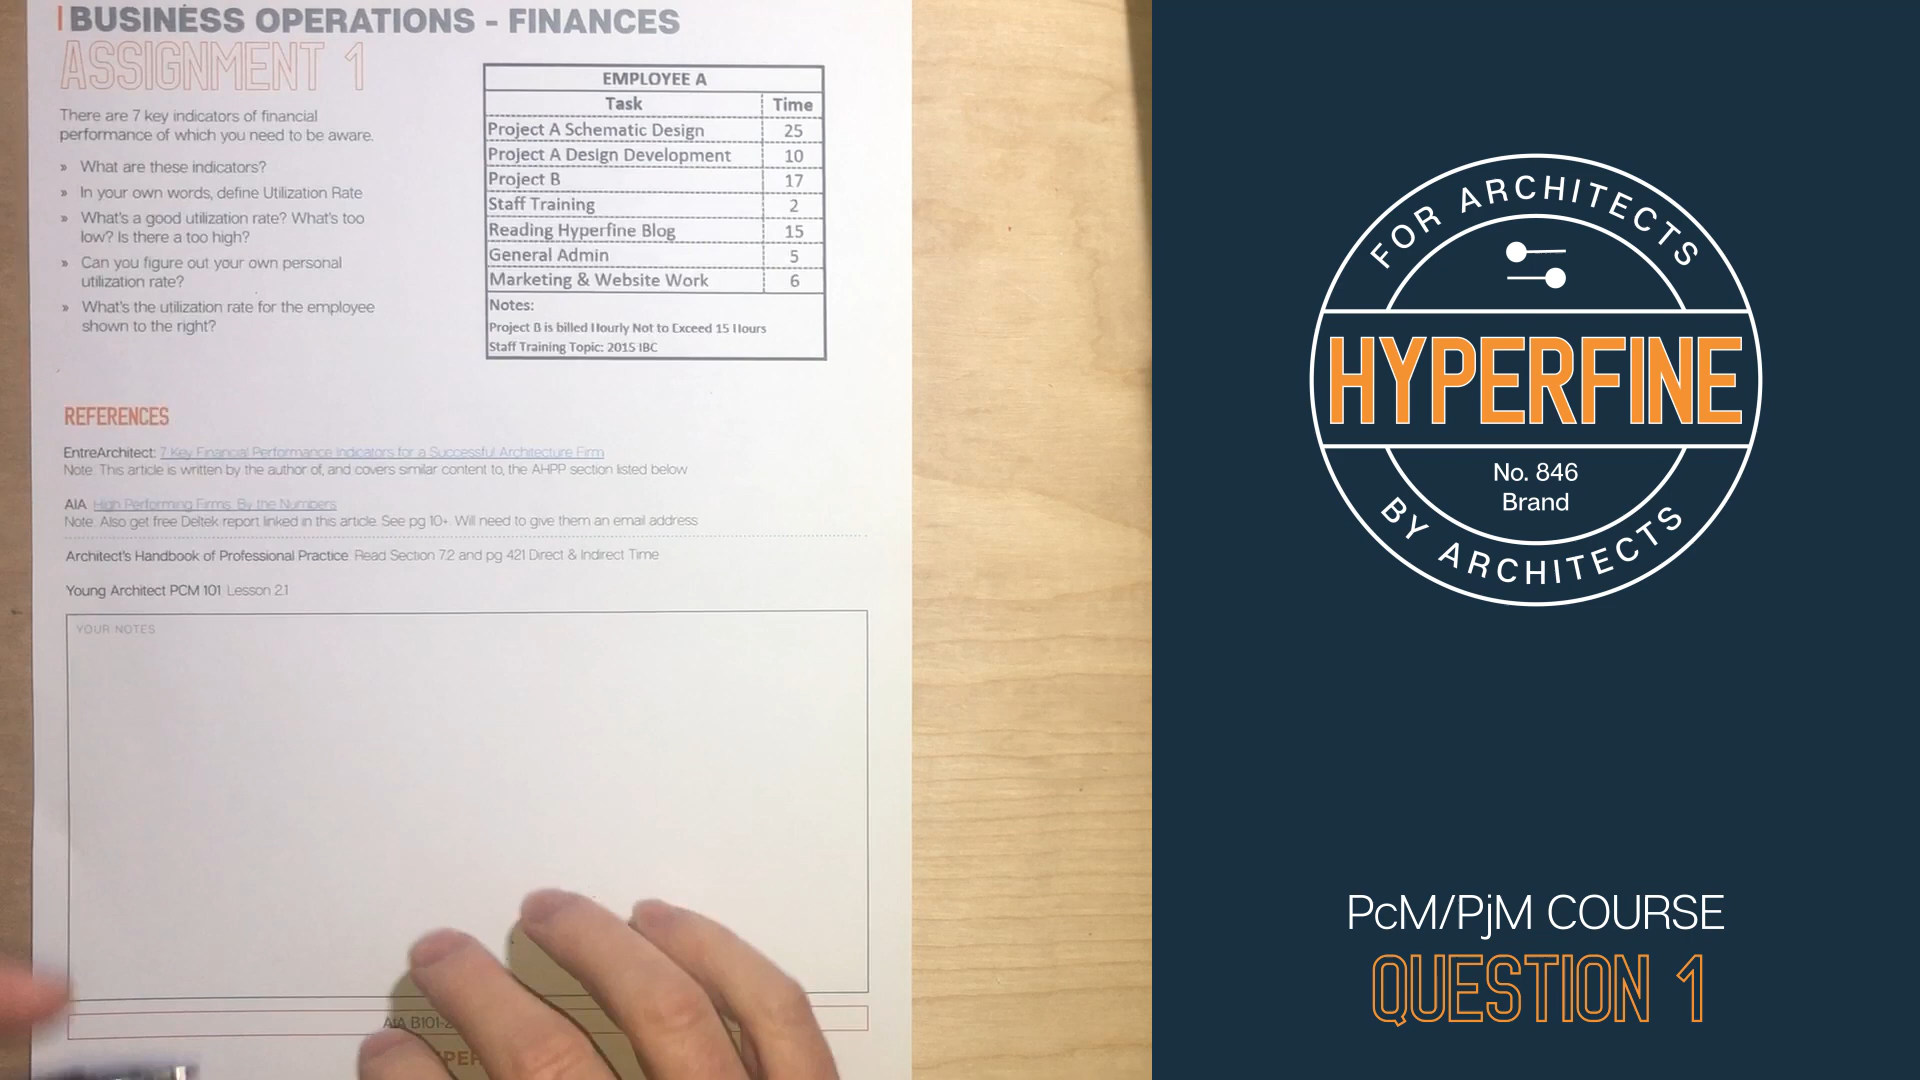 BUSINESS OPERATIONS - FINANCES
ASSIGNMENT 1
There are 7 key indicators of financial
performance of which you need to be aware.
» What are these indicators?
» In your own words, define Utilization Rate
» What's a good utilization rate? What's too
low? Is there a too high?
» Can you figure out your own personal
utilization rate?
» What's the utilization rate for the employee
shown to the right?
EMPLOYEE A
Task Time
Project A Schematic Design 25
Project A Design Development 10
Project B 17
Staff Training 2
Reading Hyperfine Blog 15
General Admin 5
Marketing & Website Work 6
Notes:
Project B is billed Hourly Not to Exceed 15 Hours
Staff Training Topic: 2015 IBC
REFERENCES
EntreArchitect: 7 Key Financial Performance Indicators for a Successful Architecture Firm
Note: This article is written by the author of, and covers similar content to, the AHPP section listed below
AIA High Performing Firms, By the Numbers
Note: Also get free Deltek report linked in this article. See pg 10+. Will need to give them an email address
Architect's Handbook of Professional Practice Read Section 7.2 and pg 421 Direct & Indirect Time
Young Architect PCM 101 Lesson 2.1
YOUR NOTES
AIA B101-
FOR ARCHITECTS
HYPERFINE
No. 846
Brand
BY ARCHITECTS
PcM/PjM COURSE
QUESTION 1